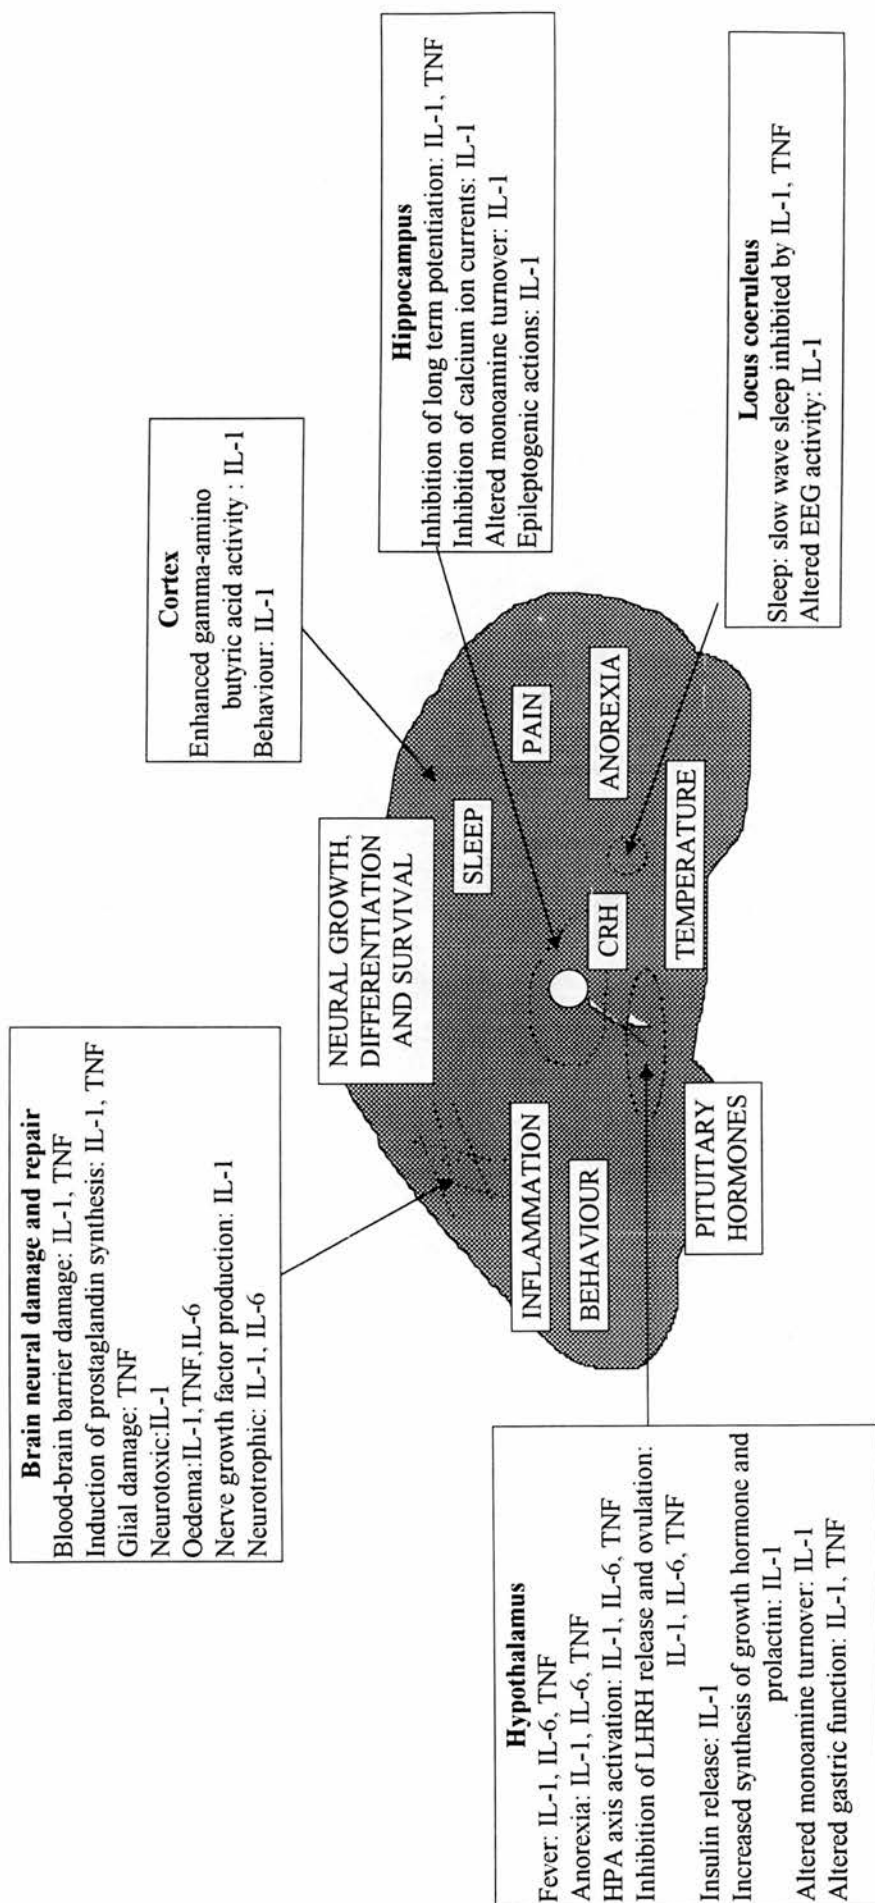 Brain neural damage and repair
Blood-brain barrier damage: IL-1, TNF
Induction of prostaglandin synthesis: IL-1, TNF
Glial damage: TNF
Neurotoxic:IL-1
Oedema:IL-1,TNF,IL-6
Nerve growth factor production: IL-1
Neurotrophic: IL-1, IL-6
Cortex
Enhanced gamma-amino
butyric acid activity : IL-1
Behaviour: IL-1
Hippocampus
Inhibition of long term potentiation: IL-1, TNF
Inhibition of calcium ion currents: IL-1
Altered monoamine turnover: IL-1
Epileptogenic actions: IL-1
NEURAL GROWTH,
DIFFERENTIATION
AND SURVIVAL
SLEEP
PAIN
INFLAMMATION
BEHAVIOUR
CRH
ANOREXIA
TEMPERATURE
PITUITARY
HORMONES
Hypothalamus
Fever: IL-1, IL-6, TNF
Anorexia: IL-1, IL-6, TNF
HPA axis activation: IL-1, IL-6, TNF
Inhibition of LHRH release and ovulation:
IL-1, IL-6, TNF
Insulin release: IL-1
Increased synthesis of growth hormone and
prolactin: IL-1
Altered monoamine turnover: IL-1
Altered gastric function: IL-1, TNF
Locus coeruleus
Sleep: slow wave sleep inhibited by IL-1, TNF
Altered EEG activity: IL-1